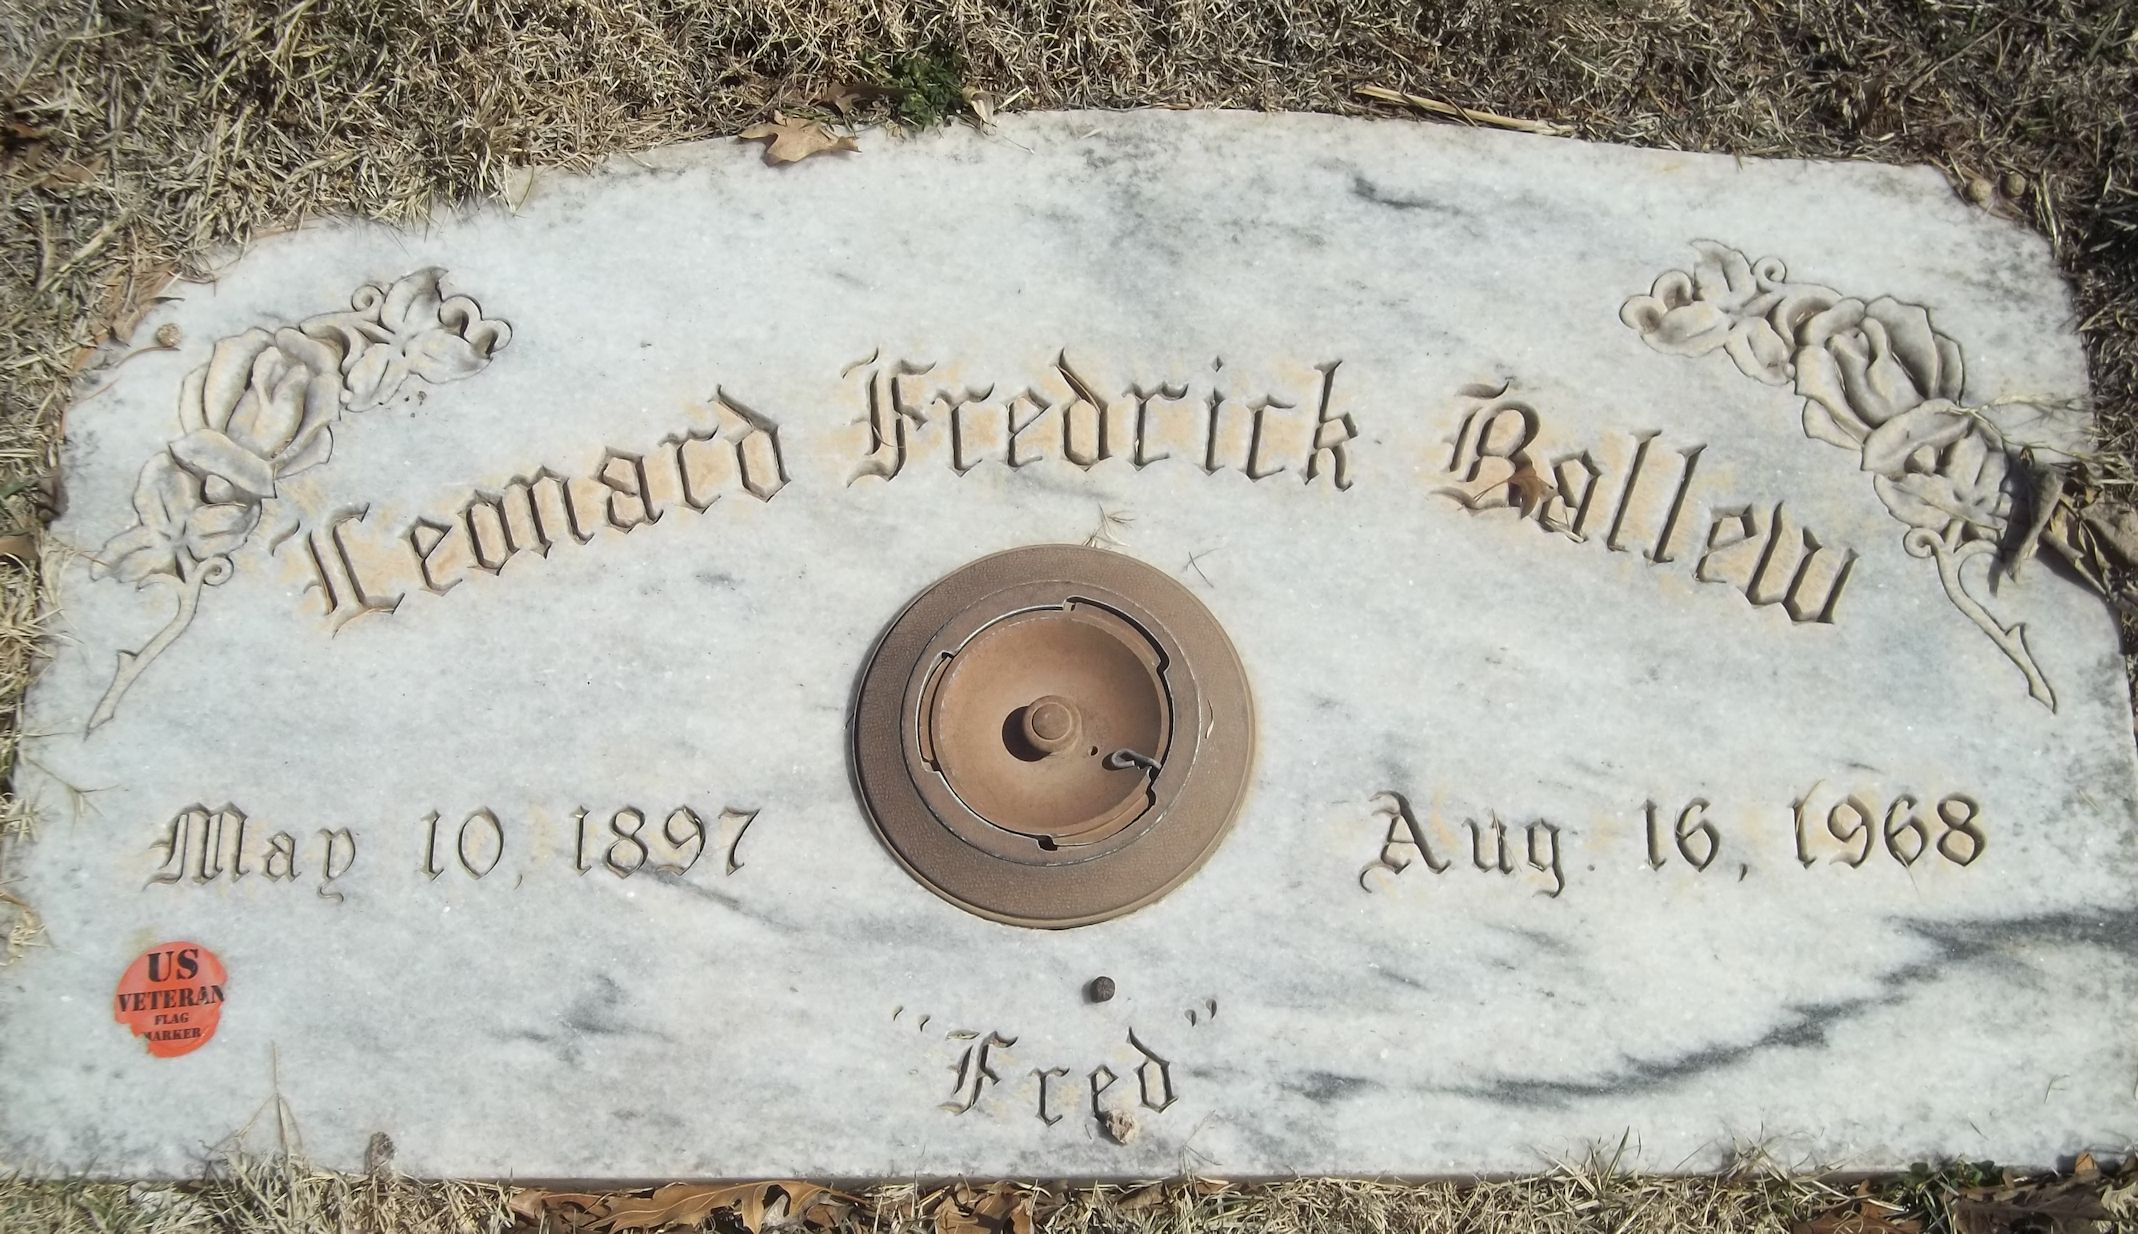 Leonard Fredrick Ballew
May 10, 1897
Aug. 16, 1968
US
VETERAN
FLAG
MARKER
"Fred"